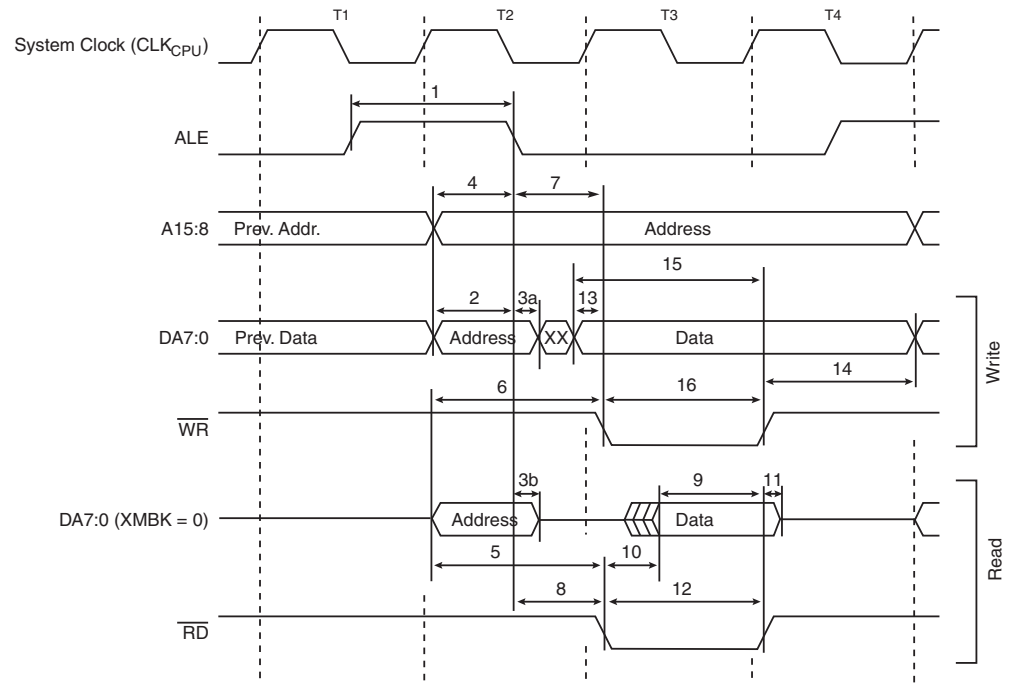 T1 T2 T3 T4
System Clock (CLKCPU)
1
ALE
4 7
A15:8 Prev. Addr. Address
15
2 3a 13
DA7:0 Prev. Data Address XX Data
14
6 16
WR
Write
3b 9 11
DA7:0 (XMBK = 0) Address Data
5 10
8 12
RD
Read